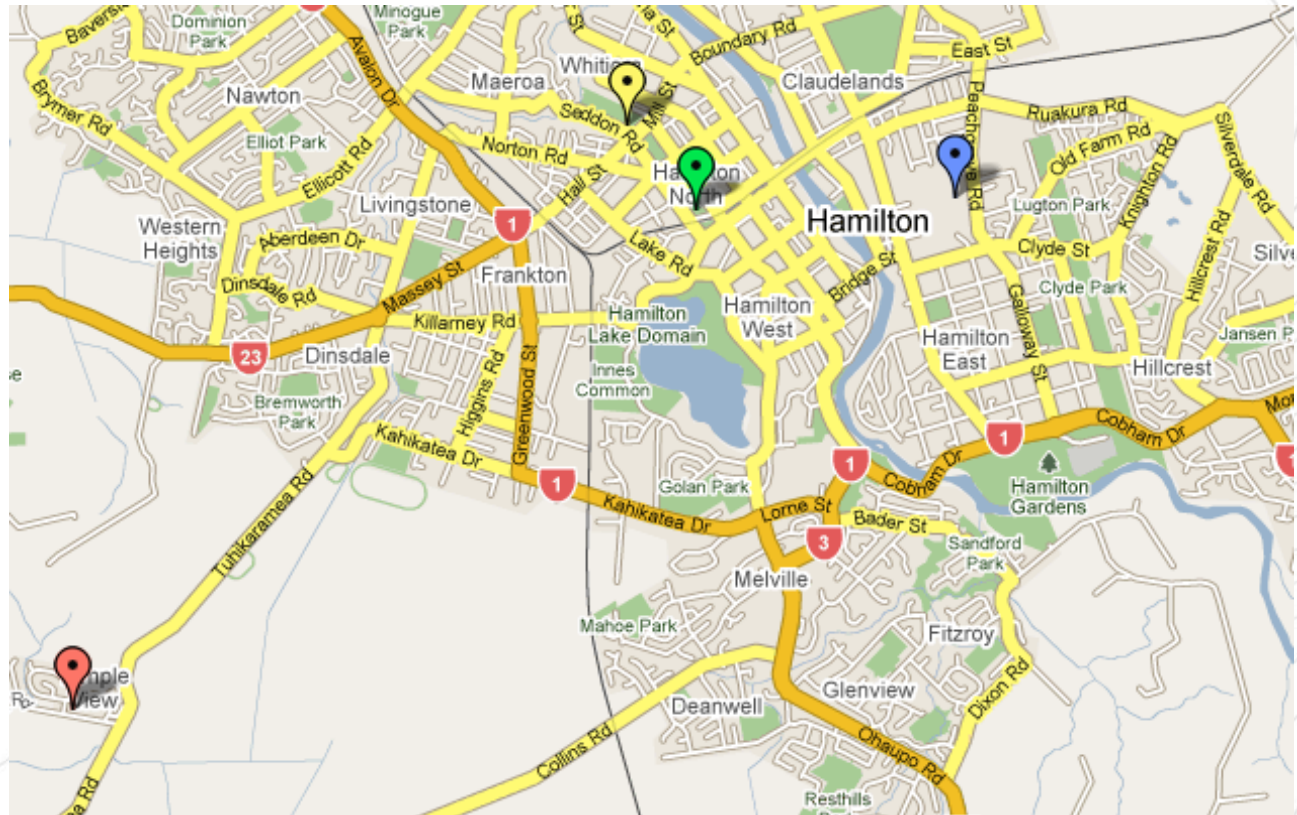 Dominion
Park
Minogue
Park
Boundary Rd
East St
Avalon Dr
Maeroa
Claudelands
Brymer Rd
Nawton
Seddon Rd
Mill St
Ruakura Rd
Elliot Park
Norton Rd
Old Farm Rd
Silverdale Rd
Ellicott Rd
Hall St
North
Hamilton
Lugton Park
Knighton Rd
Livingstone
Western
Heights
Aberdeen Dr
1
Lake Rd
Clyde St
Hillcrest Rd
Dinsdale Rd
Massey St
Frankton
Bridge St
Galloway St
Clyde Park
Killarney Rd
Hamilton
Lake Domain
Hamilton
West
Hamilton
East
23
Dinsdale
Innes
Common
Hillcrest
Bremworth
Park
Higgins Rd
Greenwood St
Kahikatea Dr
1
Cobham Dr
1
Cobham Dr
1
Golan Park
Hamilton
Gardens
Kahikatea Dr
Lorne St
Bader St
3
Sandford
Park
Tuhikaramea Rd
Melville
Mahoe Park
Fitzroy
View
Glenview
Dixon Rd
Deanwell
Collins Rd
Ohaupo Rd
Resthills